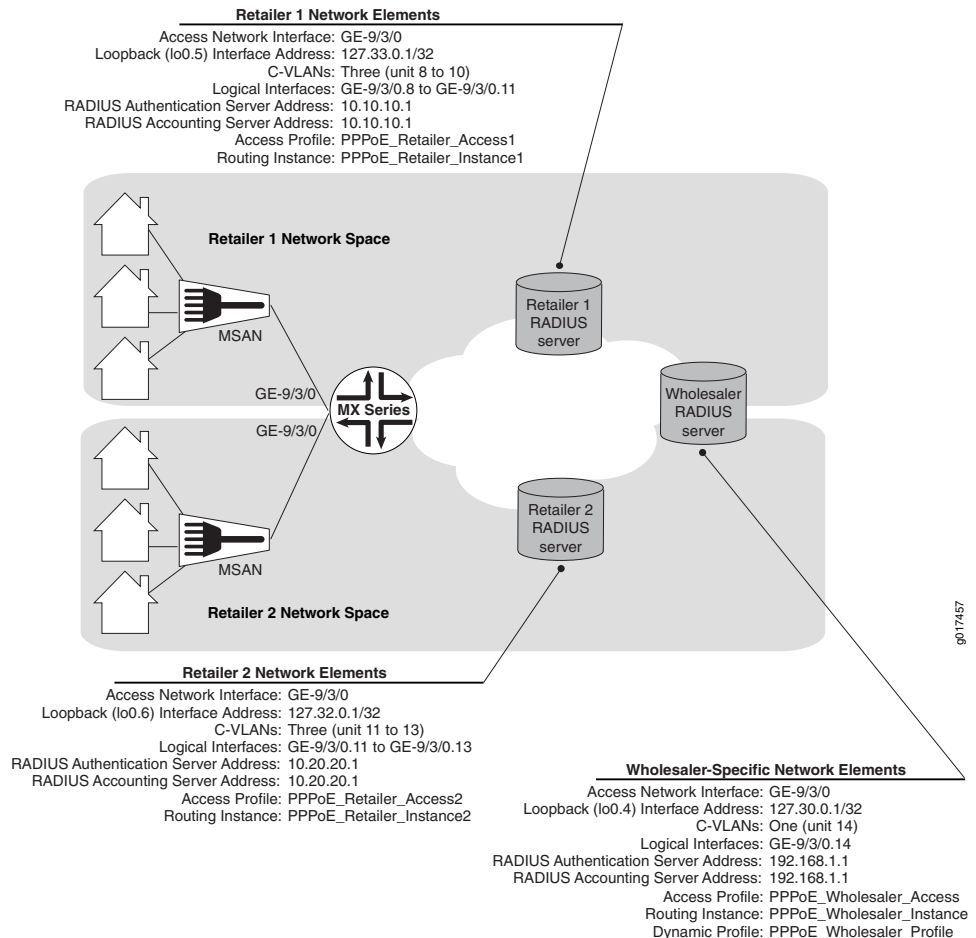 Retailer 1 Network Elements
Access Network Interface: GE-9/3/0
Loopback (lo0.5) Interface Address: 127.33.0.1/32
C-VLANs: Three (unit 8 to 10)
Logical Interfaces: GE-9/3/0.8 to GE-9/3/0.11
RADIUS Authentication Server Address: 10.10.10.1
RADIUS Accounting Server Address: 10.10.10.1
Access Profile: PPPoE_Retailer_Access1
Routing Instance: PPPoE_Retailer_Instance1
Retailer 1 Network Space
MSAN
Retailer 1
RADIUS
server
GE-9/3/0
MX Series
GE-9/3/0
Wholesaler
RADIUS
server
Retailer 2
RADIUS
server
MSAN
Retailer 2 Network Space
g017457
Retailer 2 Network Elements
Access Network Interface: GE-9/3/0
Loopback (lo0.6) Interface Address: 127.32.0.1/32
C-VLANs: Three (unit 11 to 13)
Logical Interfaces: GE-9/3/0.11 to GE-9/3/0.13
RADIUS Authentication Server Address: 10.20.20.1
RADIUS Accounting Server Address: 10.20.20.1
Access Profile: PPPoE_Retailer_Access2
Routing Instance: PPPoE_Retailer_Instance2
Wholesaler-Specific Network Elements
Access Network Interface: GE-9/3/0
Loopback (lo0.4) Interface Address: 127.30.0.1/32
C-VLANs: One (unit 14)
Logical Interfaces: GE-9/3/0.14
RADIUS Authentication Server Address: 192.168.1.1
RADIUS Accounting Server Address: 192.168.1.1
Access Profile: PPPoE_Wholesaler_Access
Routing Instance: PPPoE_Wholesaler_Instance
Dynamic Profile: PPPoE_Wholesaler_Profile